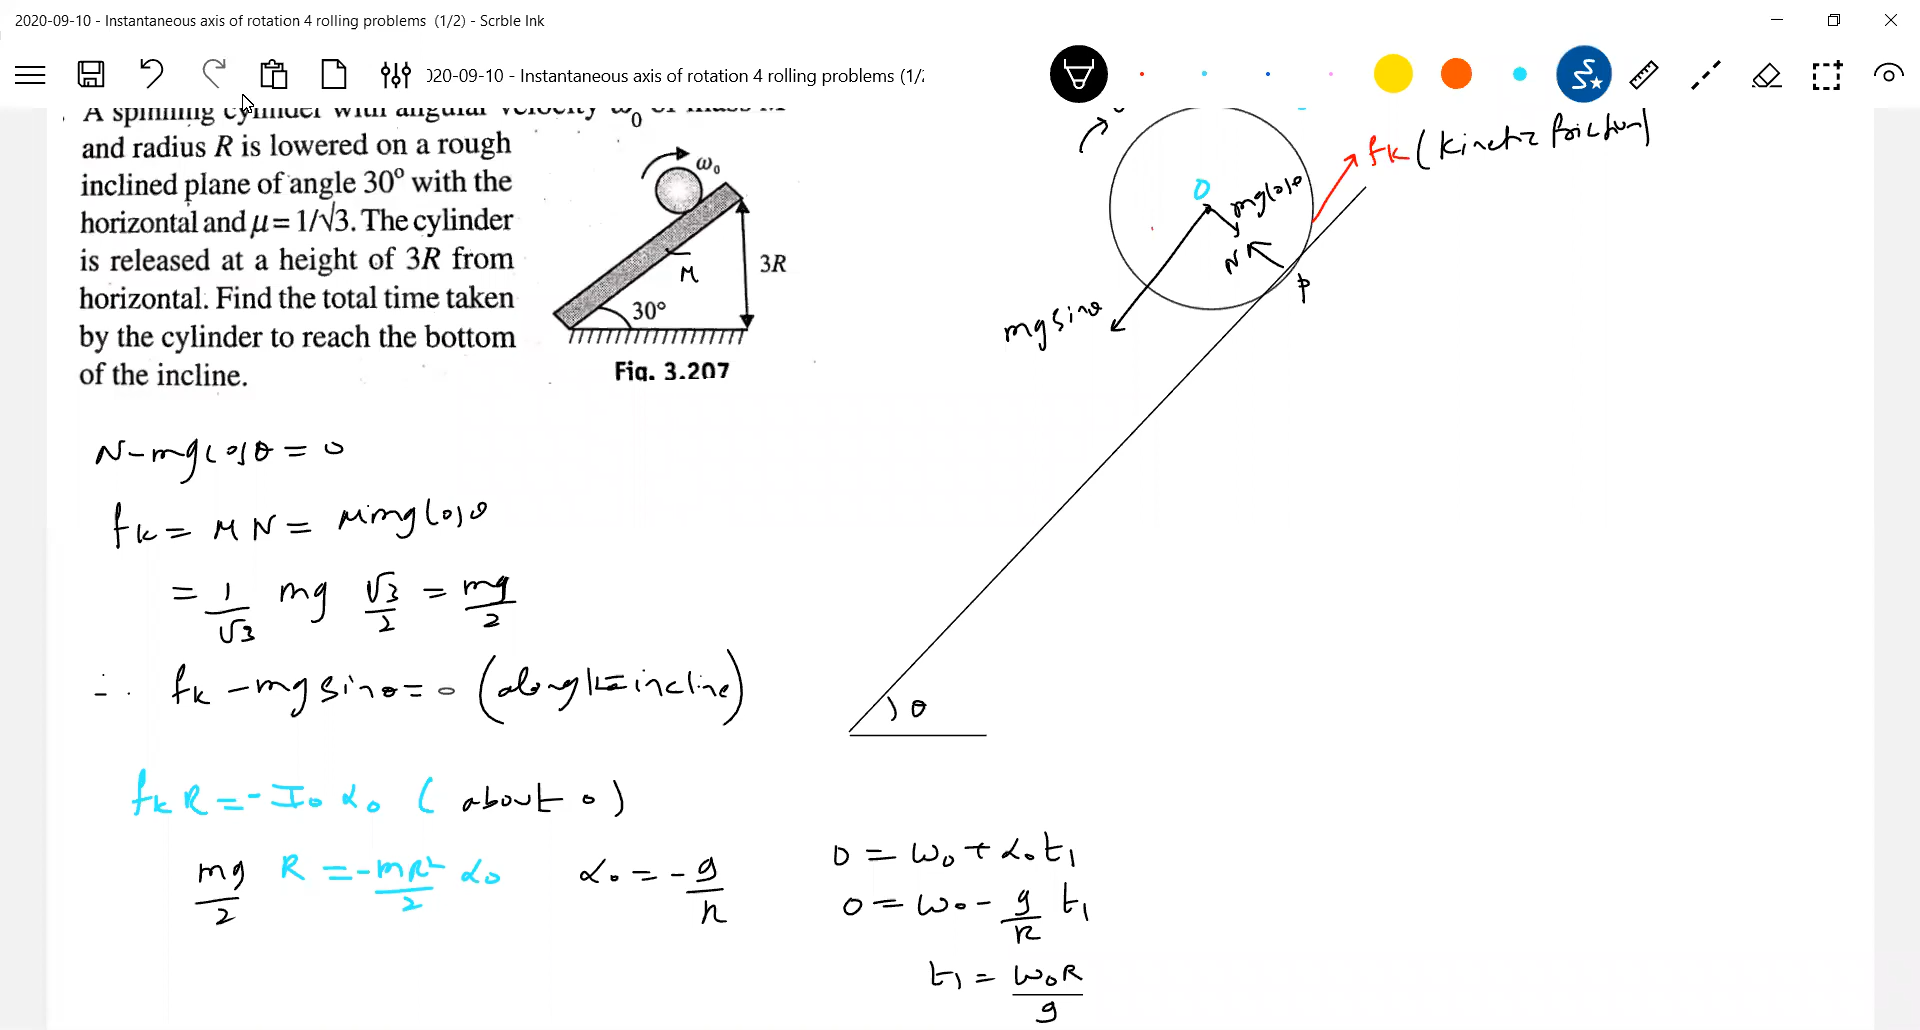 2020-09-10 - Instantaneous axis of rotation 4 rolling problems (1/2) - Scrble Ink
020-09-10 - Instantaneous axis of rotation 4 rolling problems (1/2
A spinning cylinder with angular velocity ω₀ of mass M
and radius R is lowered on a rough
inclined plane of angle 30° with the
horizontal and μ = 1/√3. The cylinder
is released at a height of 3R from
horizontal. Find the total time taken
by the cylinder to reach the bottom
of the incline.
ω₀
M
3R
30°
Fig. 3.207
fk (kinetic friction)
O
mg cosθ
N
P
mg sinθ
θ
N - mg cosθ = 0
fk = μN = μmg cosθ
= 1/√3 mg √3/2 = mg/2
∴ fk - mg sinθ = 0 (along the incline)
fk R = - I₀ α₀ (about o)
mg/2 R = - mR²/2 α₀ α₀ = - g/R
0 = ω₀ + α₀ t₁
0 = ω₀ - g/R t₁
t₁ = ω₀R/g